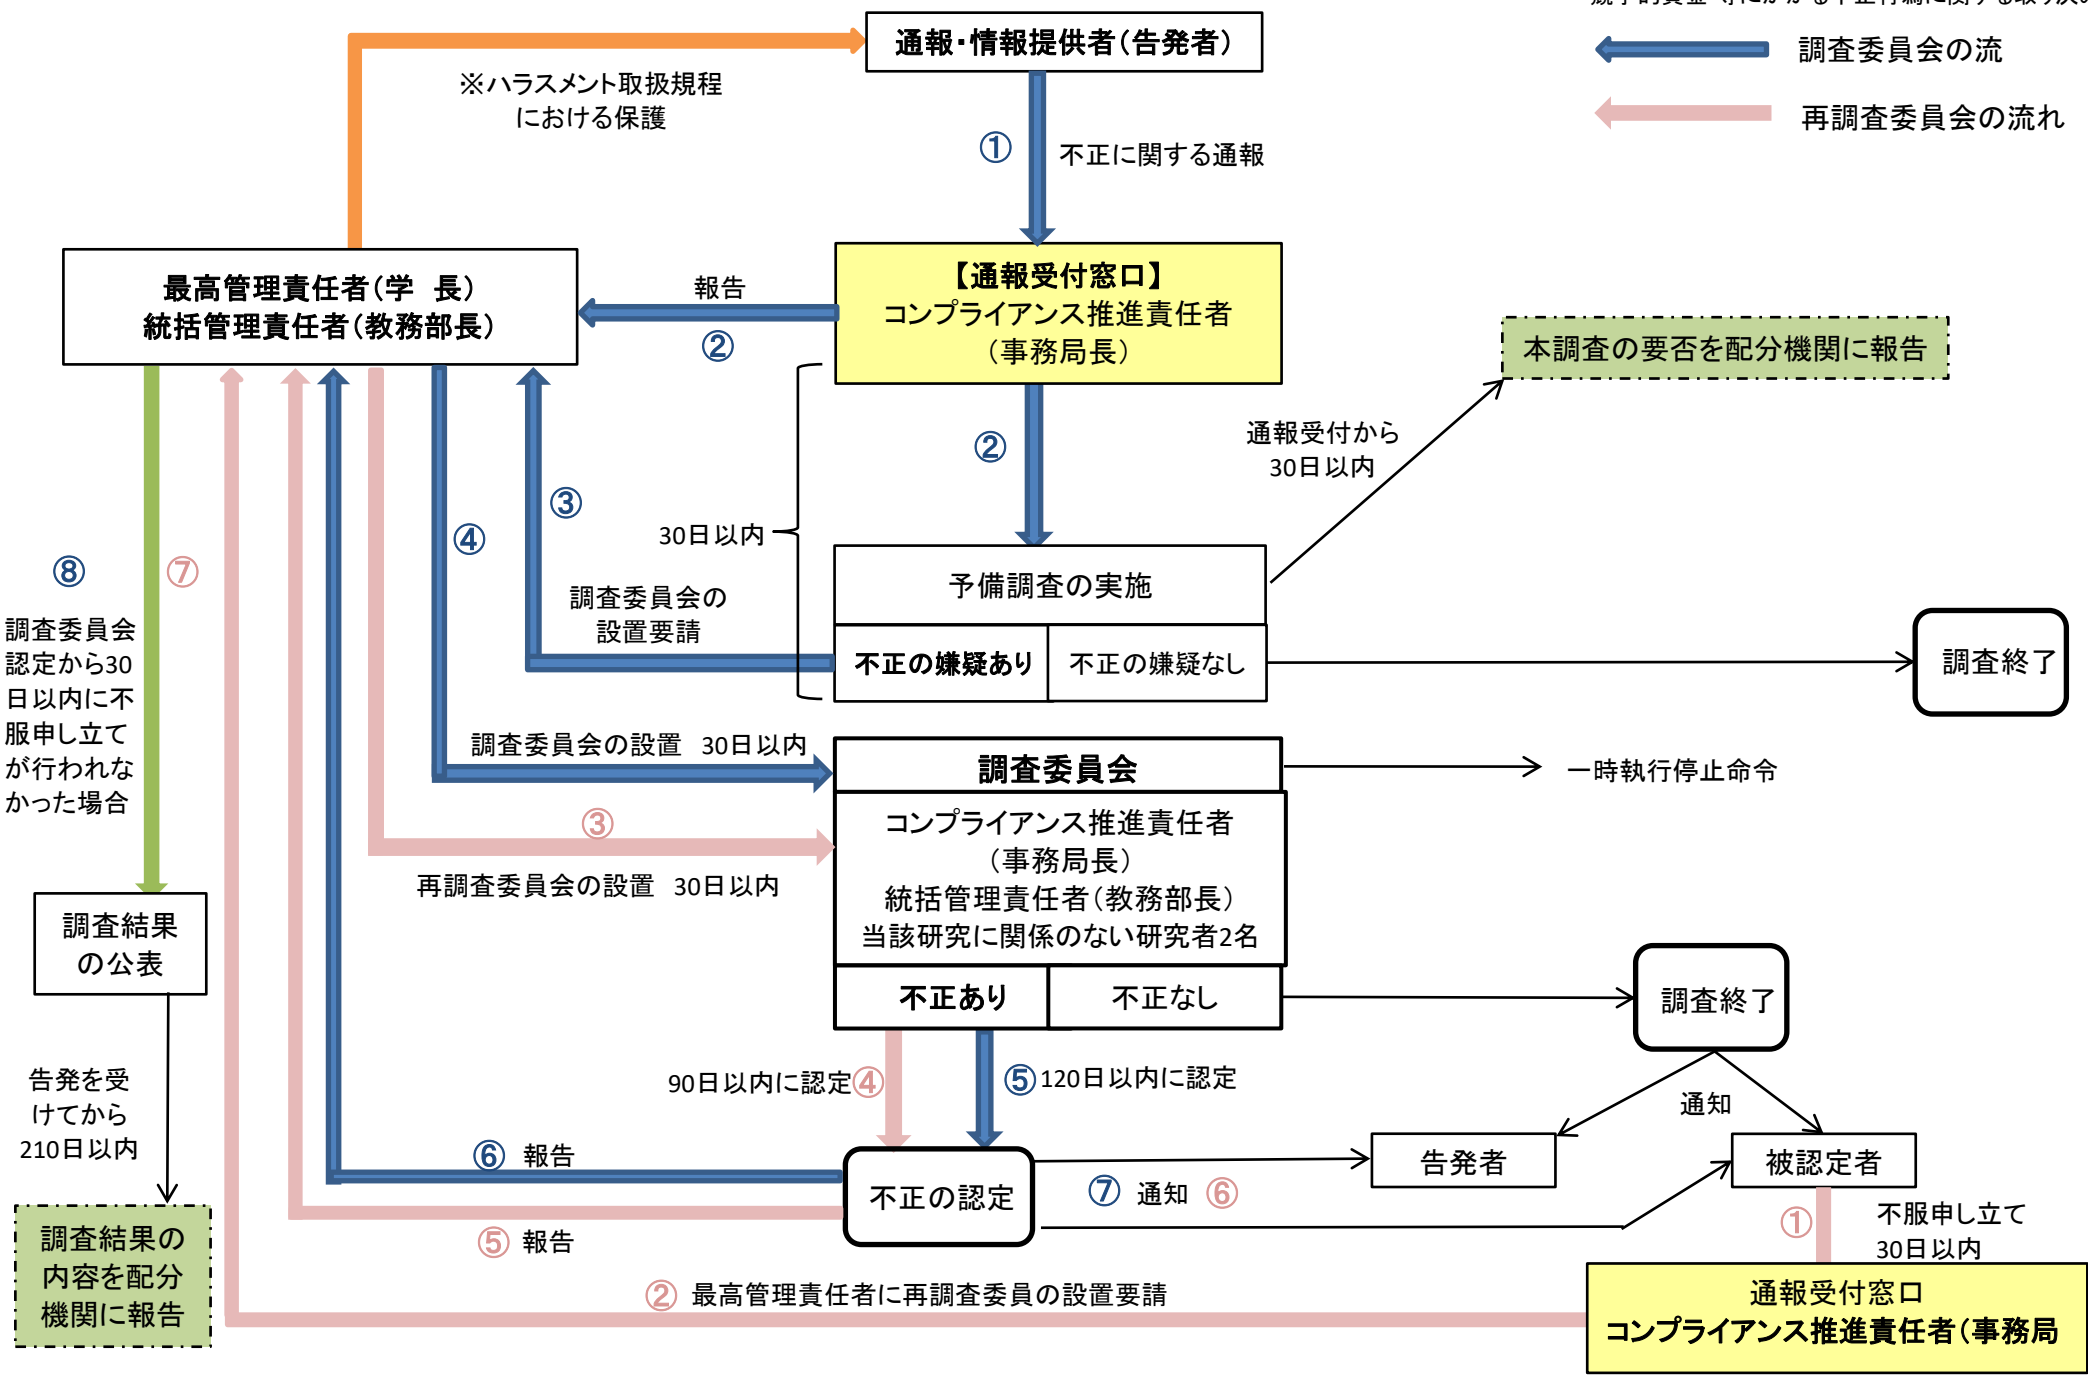 通報・情報提供者（告発者）
調査委員会の流
再調査委員会の流れ
※ハラスメント取扱規程
における保護
①
不正に関する通報
最高管理責任者（学　長）
統括管理責任者（教務部長）
報告
②
【通報受付窓口】
コンプライアンス推進責任者
（事務局長）
本調査の要否を配分機関に報告
通報受付から
30日以内
②
③
④
30日以内
⑧
⑦
調査委員会
認定から30
日以内に不
服申し立て
が行われな
かった場合
調査委員会の
設置要請
予備調査の実施
不正の嫌疑あり
不正の嫌疑なし
調査終了
調査委員会の設置　30日以内
調査委員会
一時執行停止命令
③
再調査委員会の設置　30日以内
コンプライアンス推進責任者
（事務局長）
統括管理責任者（教務部長）
当該研究に関係のない研究者2名
不正あり
不正なし
調査終了
調査結果
の公表
告発を受
けてから
210日以内
90日以内に認定④
⑤120日以内に認定
通知
告発者
被認定者
⑥ 報告
不正の認定
⑦ 通知 ⑥
⑤ 報告
①
不服申し立て
30日以内
調査結果の
内容を配分
機関に報告
② 最高管理責任者に再調査委員の設置要請
通報受付窓口
コンプライアンス推進責任者（事務局